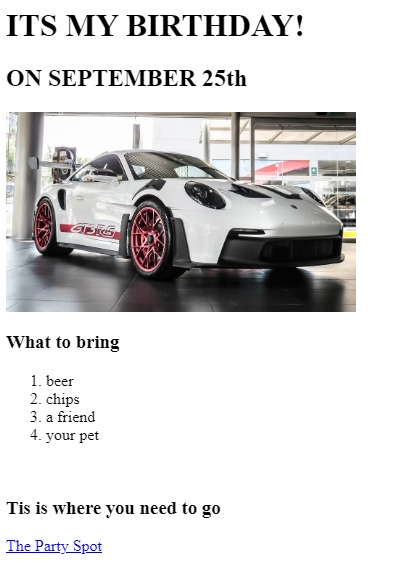 ITS MY BIRTHDAY!
ON SEPTEMBER 25th
GT3RS
What to bring
1. beer
2. chips
3. a friend
4. your pet
Tis is where you need to go
The Party Spot